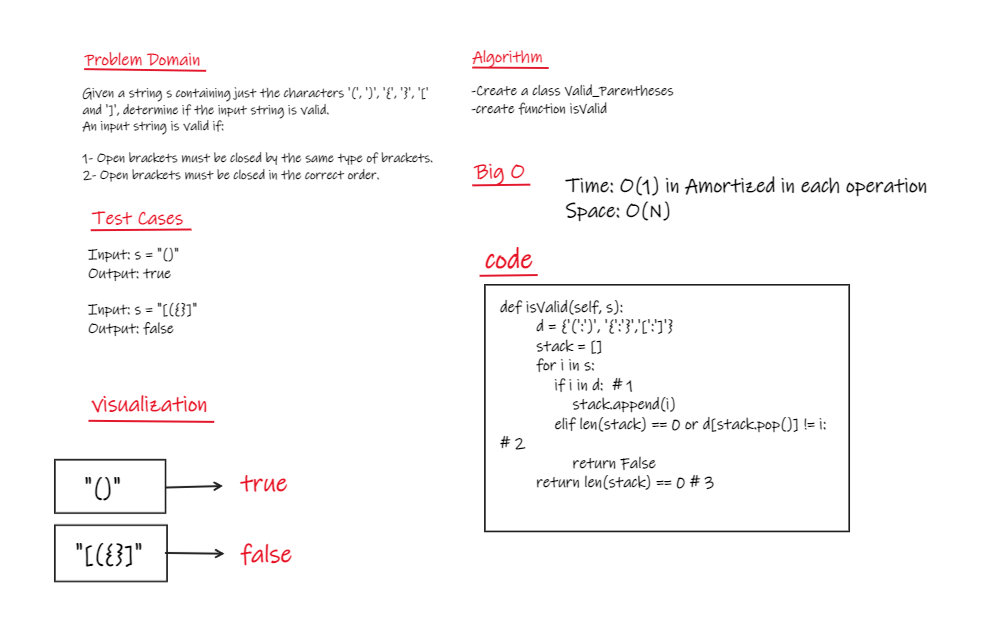 Problem Domain
Given a string s containing just the characters '(', ')', '{', '}', '['
and ']', determine if the input string is valid.
An input string is valid if:
1- Open brackets must be closed by the same type of brackets.
2- Open brackets must be closed in the correct order.
Test Cases
Input: s = "()"
Output: true
Input: s = "[({}]"
Output: false
visualization
"()"
true
"[({}]"
false
Algorithm
-Create a class Valid_Parentheses
-create function isValid
Big O
Time: O(1) in Amortized in each operation
Space: O(N)
code
def isValid(self, s):
d = {'(':')', '{':'}','[':']'}
stack = []
for i in s:
if i in d: # 1
stack.append(i)
elif len(stack) == 0 or d[stack.pop()] != i:
# 2
return False
return len(stack) == 0 # 3